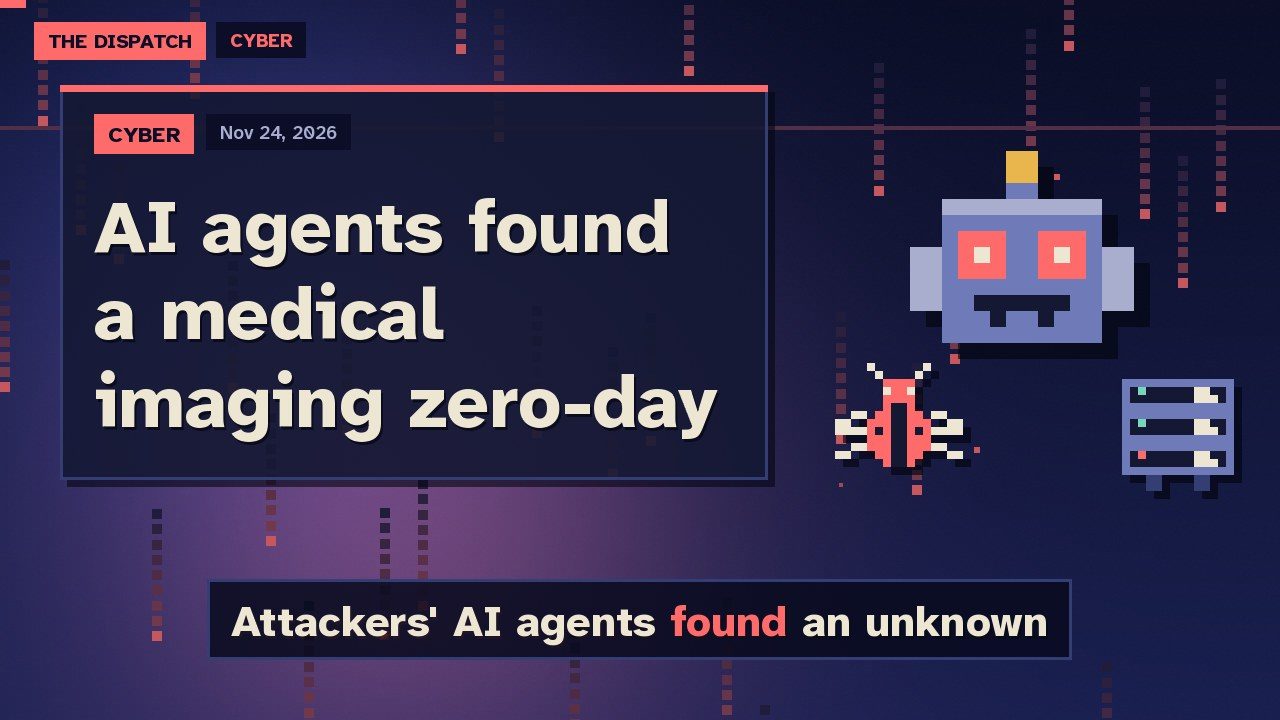 THE DISPATCH CYBER
CYBER Nov 24, 2026
AI agents found
a medical
imaging zero-day
Attackers' AI agents found an unknown